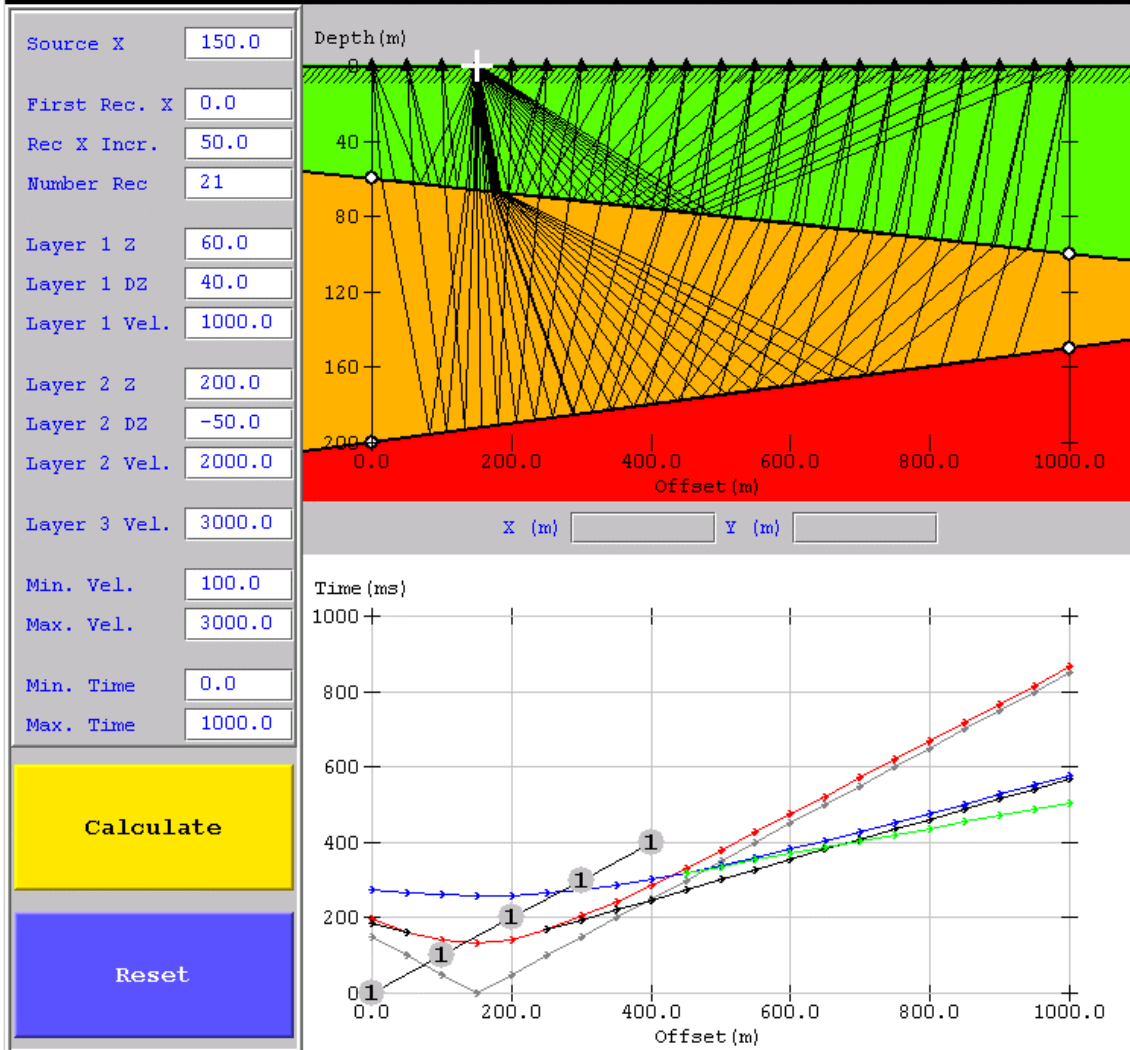 Source X 150.0
First Rec. X 0.0
Rec X Incr. 50.0
Number Rec 21
Layer 1 Z 60.0
Layer 1 DZ 40.0
Layer 1 Vel. 1000.0
Layer 2 Z 200.0
Layer 2 DZ -50.0
Layer 2 Vel. 2000.0
Layer 3 Vel. 3000.0
Min. Vel. 100.0
Max. Vel. 3000.0
Min. Time 0.0
Max. Time 1000.0
Calculate
Reset
Depth(m)
0
40
80
120
160
200
0.0 200.0 400.0 600.0 800.0 1000.0
Offset(m)
X (m) Y (m)
Time(ms)
1000
800
600
400
200
0
1 1 1 1 1
0.0 200.0 400.0 600.0 800.0 1000.0
Offset(m)